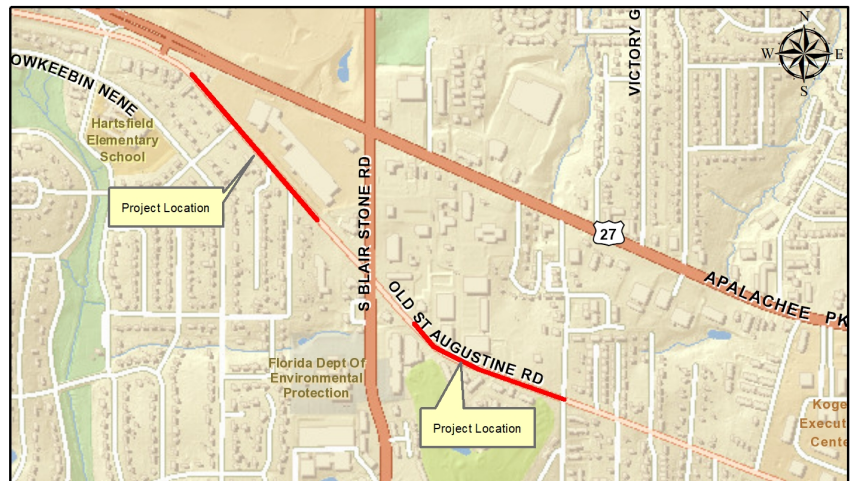 N
W E
S
OWKEEBIN NENE
Hartsfield
Elementary
School
VICTORY G
Project Location
S BLAIR STONE RD
27
APALACHEE PK
OLD ST AUGUSTINE RD
Florida Dept Of
Environmental
Protection
Project Location
Koge
Execut
Cente